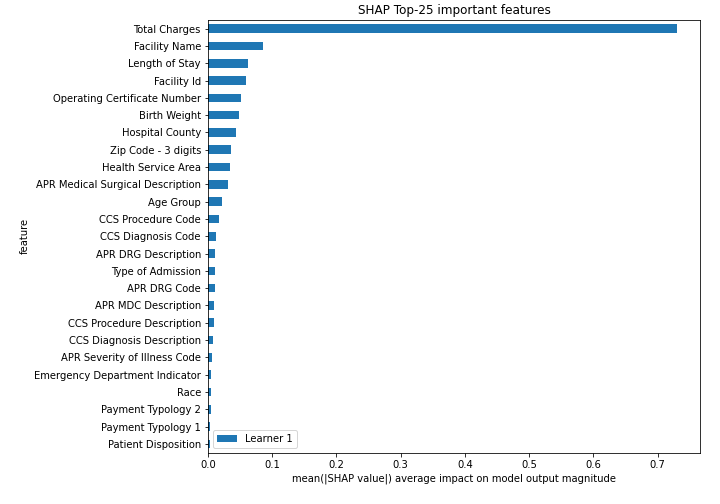 SHAP Top-25 important features
Total Charges
Facility Name
Length of Stay
Facility Id
Operating Certificate Number
Birth Weight
Hospital County
Zip Code - 3 digits
Health Service Area
APR Medical Surgical Description
Age Group
CCS Procedure Code
CCS Diagnosis Code
APR DRG Description
Type of Admission
APR DRG Code
APR MDC Description
CCS Procedure Description
CCS Diagnosis Description
APR Severity of Illness Code
Emergency Department Indicator
Race
Payment Typology 2
Payment Typology 1
Patient Disposition
feature
Learner 1
0.0 0.1 0.2 0.3 0.4 0.5 0.6 0.7
mean(|SHAP value|) average impact on model output magnitude